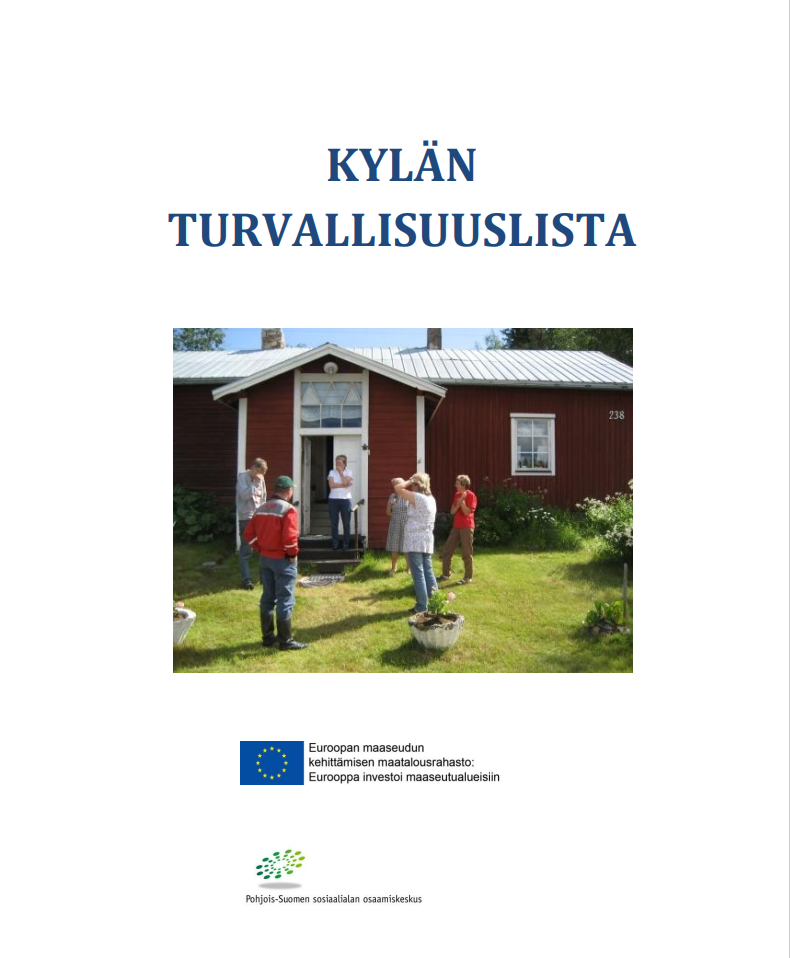 KYLÄN
TURVALLISUUSLISTA
238
Euroopan maaseudun
kehittämisen maatalousrahasto:
Eurooppa investoi maaseutualueisiin
Pohjois-Suomen sosiaalialan osaamiskeskus